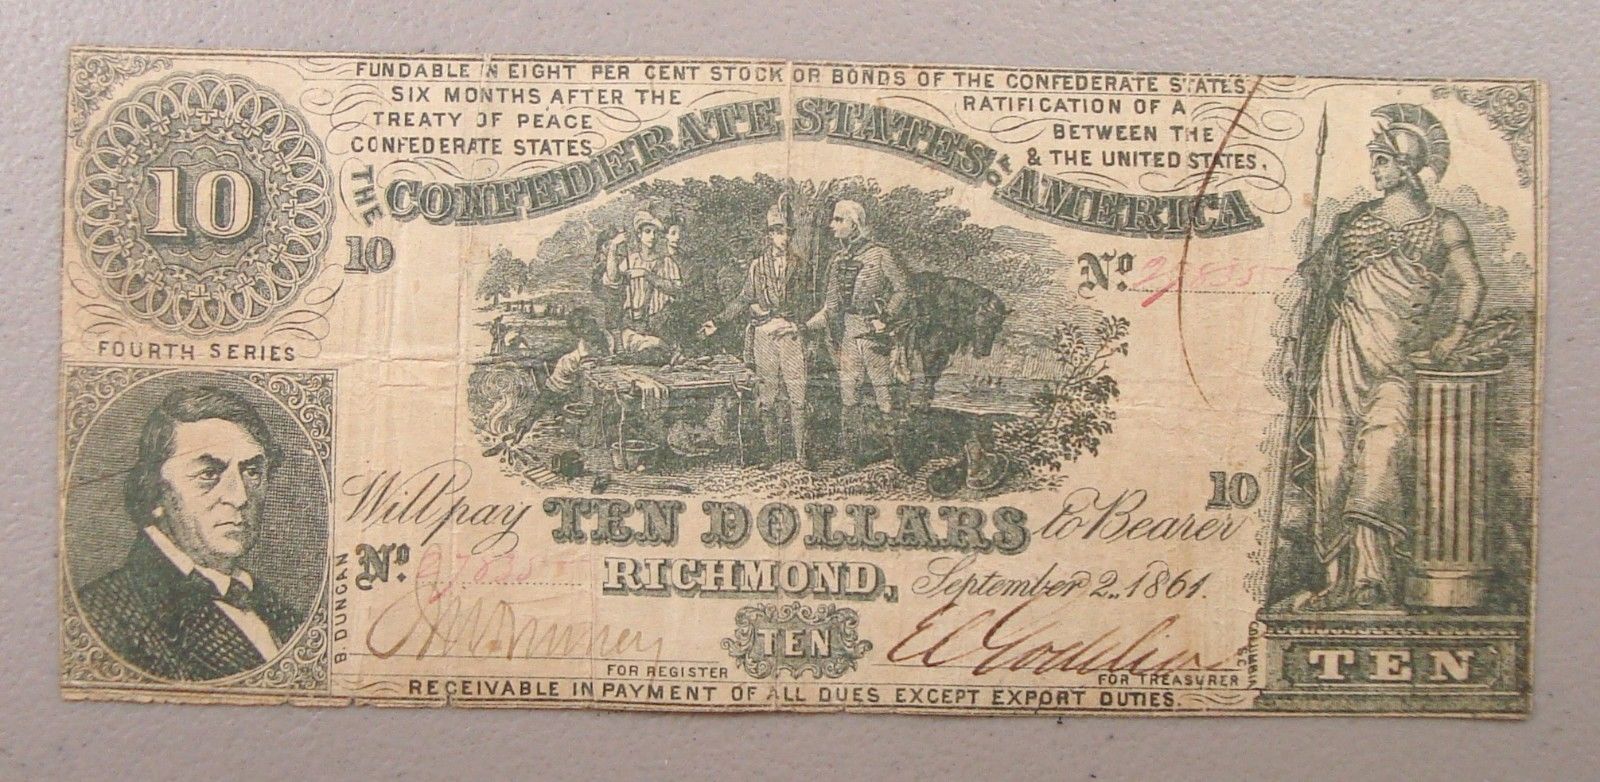 FUNDABLE IN EIGHT PER CENT STOCK OR BONDS OF THE CONFEDERATE STATES
SIX MONTHS AFTER THE RATIFICATION OF A
TREATY OF PEACE BETWEEN THE
CONFEDERATE STATES & THE UNITED STATES.
THE CONFEDERATE STATES OF AMERICA
10
10
FOURTH SERIES
No.
Will pay TEN DOLLARS to Bearer
10
No.
RICHMOND, September 2, 1861.
B. DUNCAN
TEN
FOR REGISTER
FOR TREASURER
COLUMBIA S.C.
TEN
RECEIVABLE IN PAYMENT OF ALL DUES EXCEPT EXPORT DUTIES.